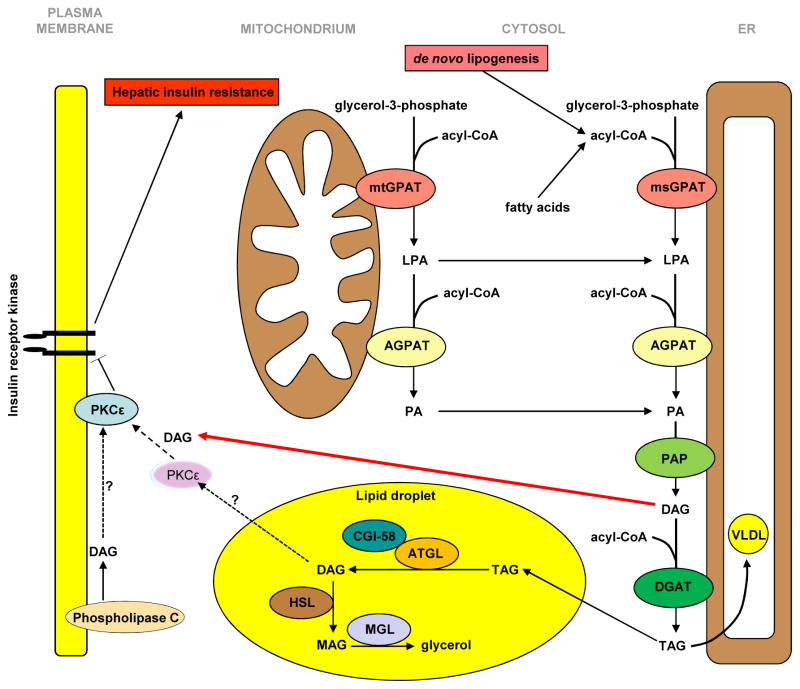 PLASMA
MEMBRANE
MITOCHONDRIUM
CYTOSOL
ER
de novo lipogenesis
Hepatic insulin resistance
glycerol-3-phosphate
glycerol-3-phosphate
acyl-CoA
acyl-CoA
mtGPAT
msGPAT
fatty acids
LPA
LPA
acyl-CoA
acyl-CoA
Insulin receptor kinase
AGPAT
AGPAT
PKCε
PA
PA
DAG
PAP
PKCε
?
?
Lipid droplet
DAG
VLDL
CGI-58
acyl-CoA
ATGL
DAG
DAG
TAG
DGAT
HSL
Phospholipase C
MGL
MAG
glycerol
TAG